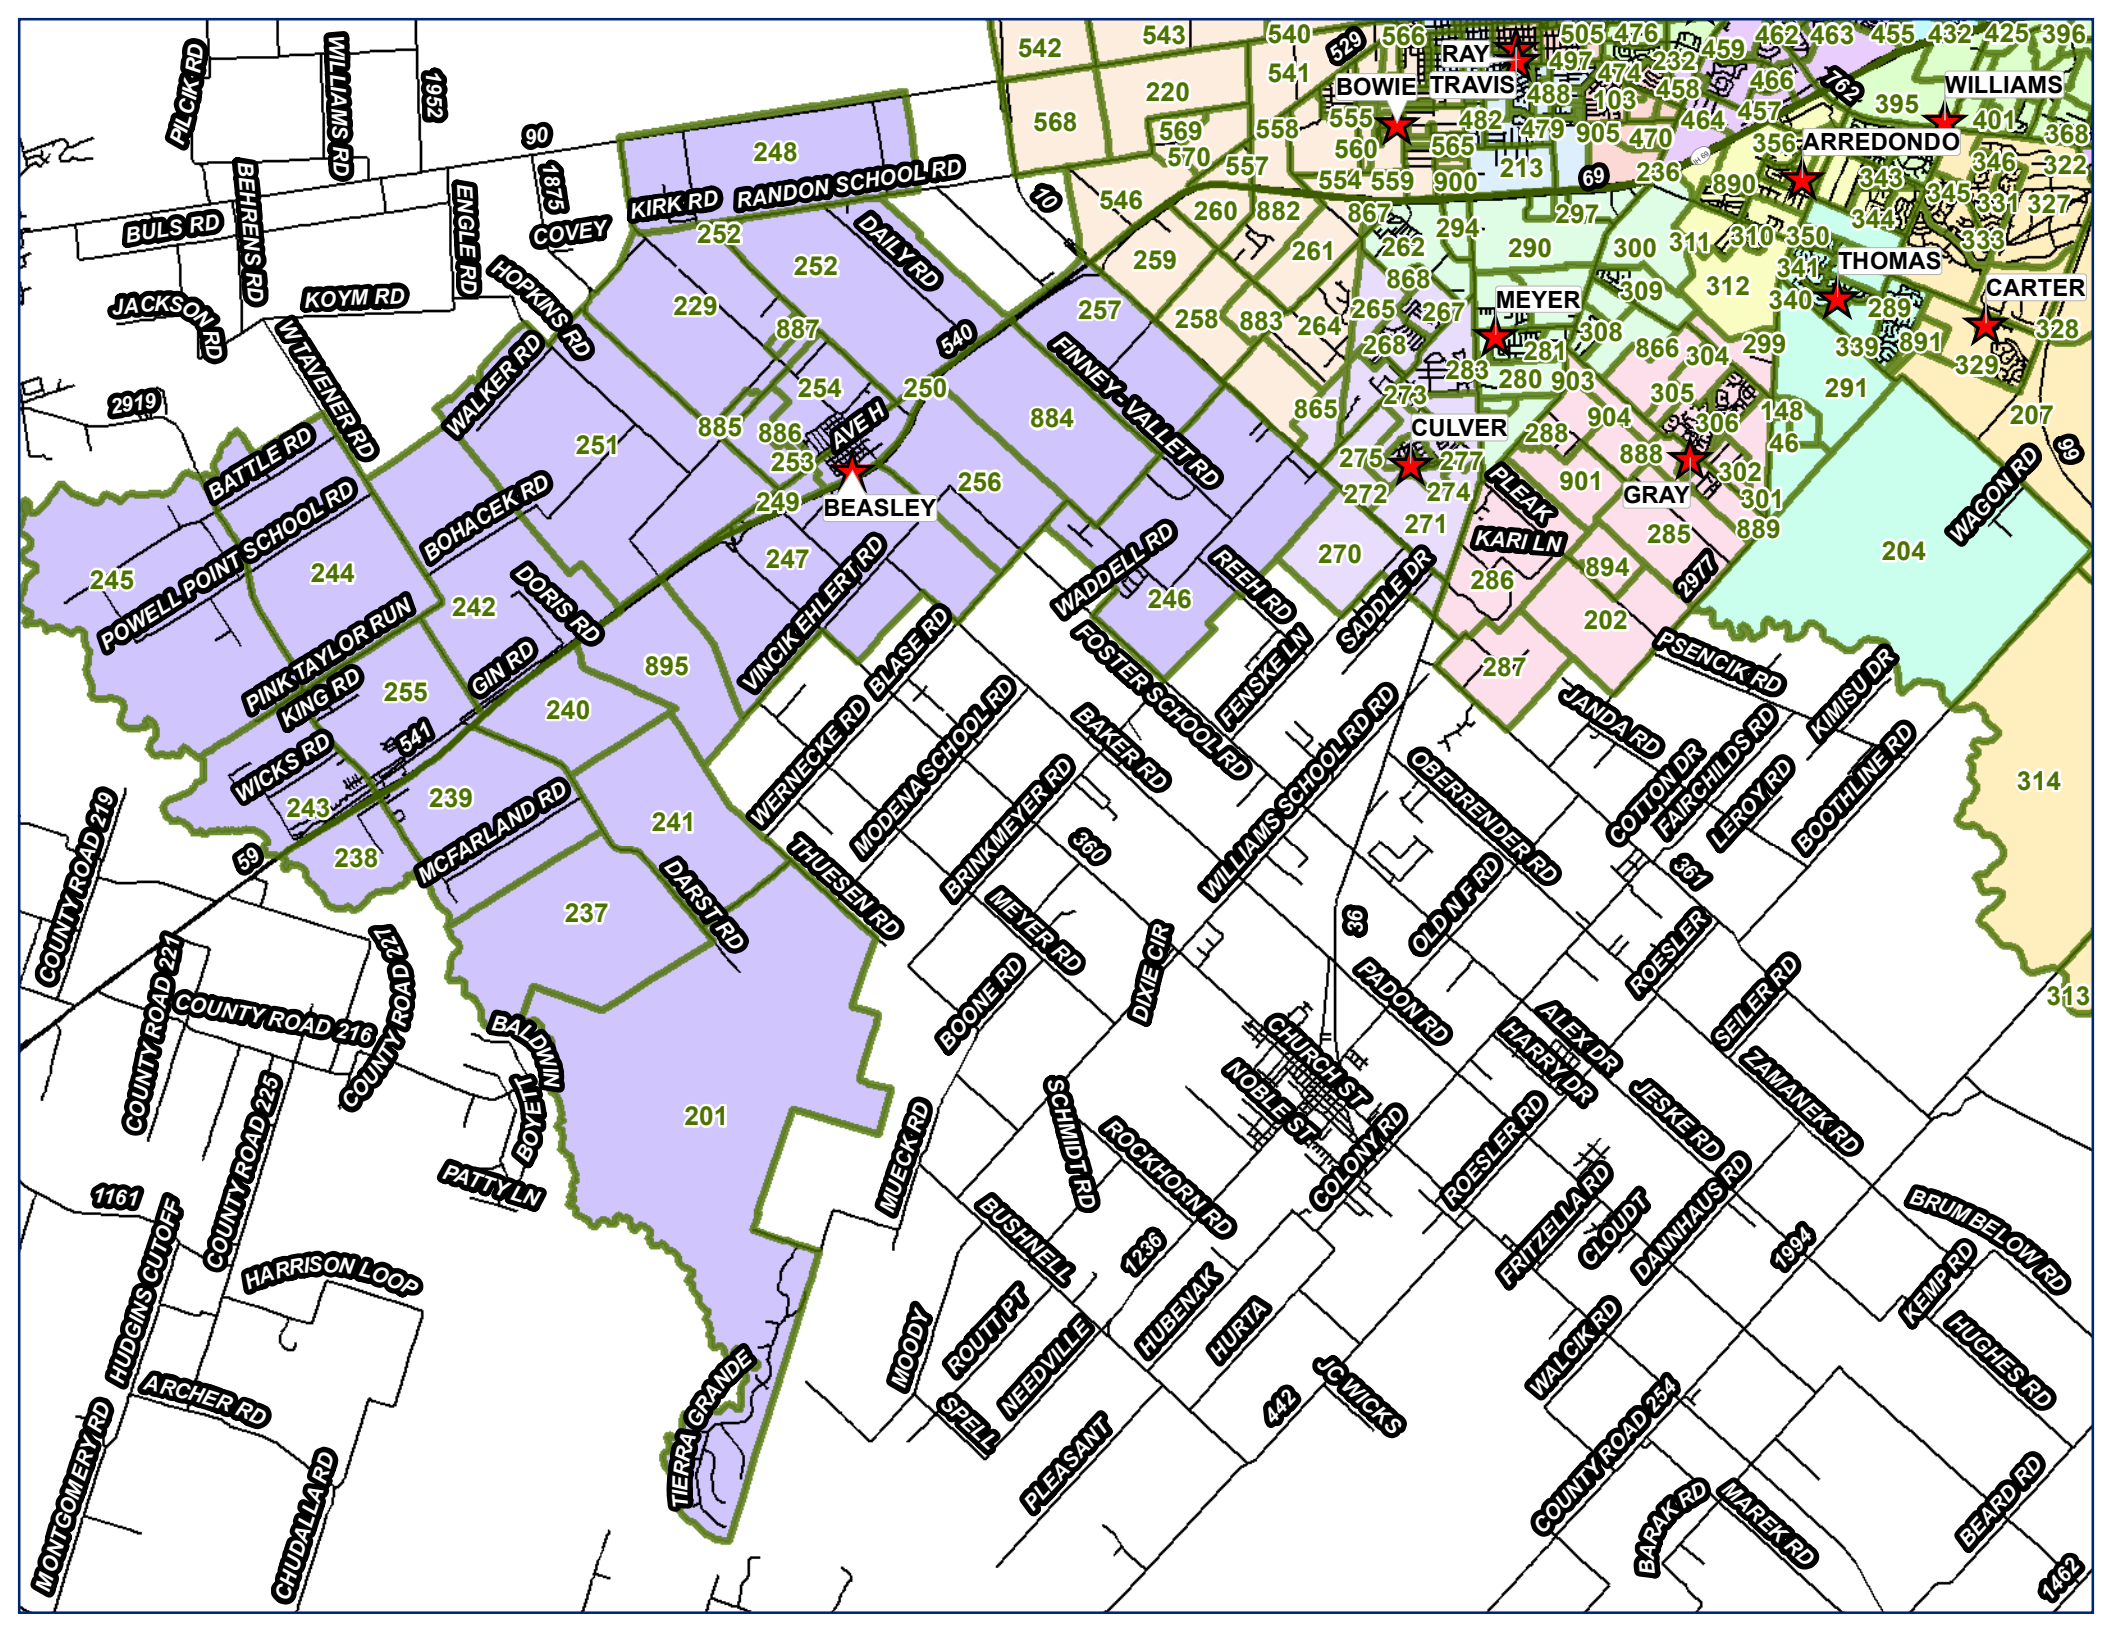 542
543
540
529
566
RAY
505
476
462
463
455
432
425
396
459
541
497
474
232
466
762
WILLIAMS
BOWIE
TRAVIS
488
103
458
457
395
220
568
569
570
558
555
560
482
479
565
905
470
464
356
ARREDONDO
401
368
346
322
557
554
559
900
213
69
236
890
343
345
331
327
PILCIK RD
WILLIAMS RD
1952
90
248
1875
BEHRENS RD
ENGLE RD
KIRK RD
RANDON SCHOOL RD
10
546
260
882
867
294
297
344
BULS RD
COVEY
252
252
DAILY RD
259
261
262
290
300
311
310
350
333
THOMAS
341
HOPKINS RD
KOYM RD
JACKSON RD
229
887
540
257
258
883
264
868
265
267
268
MEYER
309
312
340
289
CARTER
328
308
281
866
304
299
339
891
329
W TAVENER RD
WALKER RD
2919
254
250
FINNEY - VALLET RD
283
280
903
305
291
273
865
884
885
886
AVE H
CULVER
904
306
148
46
207
99
288
251
253
BATTLE RD
275
277
888
302
BEASLEY
256
249
272
274
PLEAK
901
GRAY
301
WAGON RD
POWELL POINT SCHOOL RD
BOHACEK RD
271
KARI LN
285
889
204
245
244
247
VINCIK EHLERT RD
WADDELL RD
REEH RD
270
SADDLE DR
286
894
2977
242
DORIS RD
246
202
PINK TAYLOR RUN
KING RD
255
GIN RD
895
BLASE RD
FOSTER SCHOOL RD
FENSKE LN
287
PSENCIK RD
KIMISU DR
240
WERNECKE RD
MODENA SCHOOL RD
BAKER RD
JANDA RD
WICKS RD
541
WILLIAMS SCHOOL RD RD
OBERRENDER RD
COTTON DR
FAIRCHILDS RD
LEROY RD
BOOTHLINE RD
314
243
239
MCFARLAND RD
241
BRINKMEYER RD
360
COUNTY ROAD 219
59
238
THUESEN RD
361
237
DARST RD
MEYER RD
36
OLD N F RD
ROESLER
COUNTY ROAD 221
COUNTY ROAD 227
DIXIE CIR
BOONE RD
PADON RD
SEILER RD
313
COUNTY ROAD 216
BALDWIN
ALEX DR
HARRY DR
CHURCH ST
NOBLE ST
ZAMANEK RD
COUNTY ROAD 225
BOYETT
201
MUECK RD
SCHMIDT RD
ROCKHORN RD
COLONY RD
ROESLER RD
JESKE RD
PATTY LN
1161
FRITZELLA RD
CLOUDT
DANNHAUS RD
BRUMBELOW RD
BUSHNELL
1236
1994
HUDGINS CUTOFF
HARRISON LOOP
KEMP RD
HUBENAK
HURTA
ROUTT PT
NEEDVILLE
MOODY
WALCIK RD
HUGHES RD
TIERRA GRANDE
ARCHER RD
JC WICKS
442
SPELL
PLEASANT
COUNTY ROAD 254
MONTGOMERY RD
CHUDALLA RD
BARAK RD
MAREK RD
BEARD RD
1462